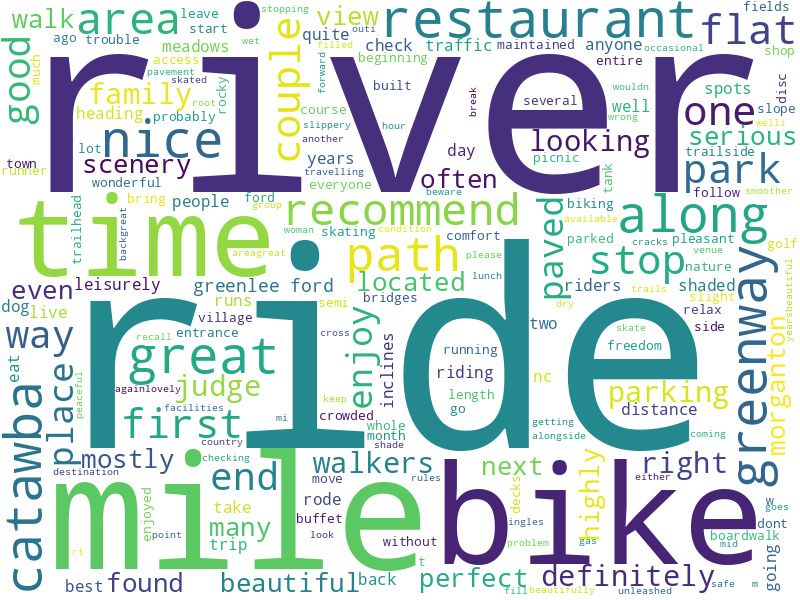 walk area ago trouble leave start quite view check restaurant traffic maintained anyone beginning stopping wet filled outi fields occasional flat shop
good much meadows access pavement skated family heading probably rocky root couple forward entire built wouldn spots disc
river
town runner nice scenery lot wonderful course slippery another hour years travelling everyone day often break several looking well wrong picnic tank one serious park welli slope trailside follow
time bring people ford group woman skating condition recommend comfort please lunch biking available parked venue along smoother cracks pleasant nature golf
trailhead backgreat areagreat path located bridges paved riders stop shaded trails slight relax side
dog even leisurely live greenlee ford runs village entrance semi cross two dry
ride
way eat place recall peaceful great againlovely judge first facilities enjoy inclines running riding length go nc skate freedom parking distance greenway morganton yearsbeautiful
catawba mostly destination country checking end mi keep shade crowded whole month walkers move rules next getting alongside highly right coming either
mile bike
enjoyed point rt many take trip rode look buffet without t decks problem ingles gas w dont boardwalk mid goes going
best found beautiful back perfect fill definitely beautifully unleashed safe m